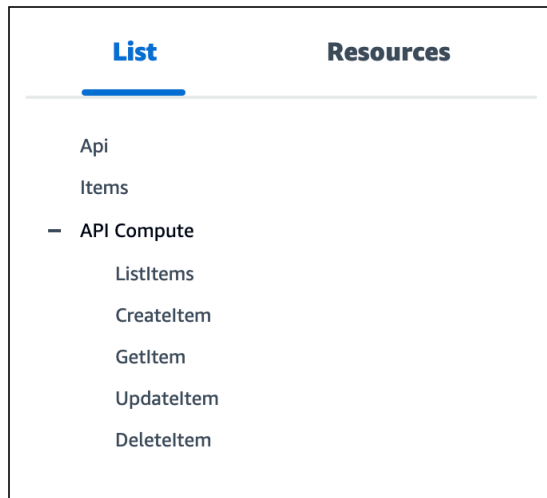 List Resources
Api
Items
API Compute
ListItems
CreateItem
GetItem
UpdateItem
DeleteItem